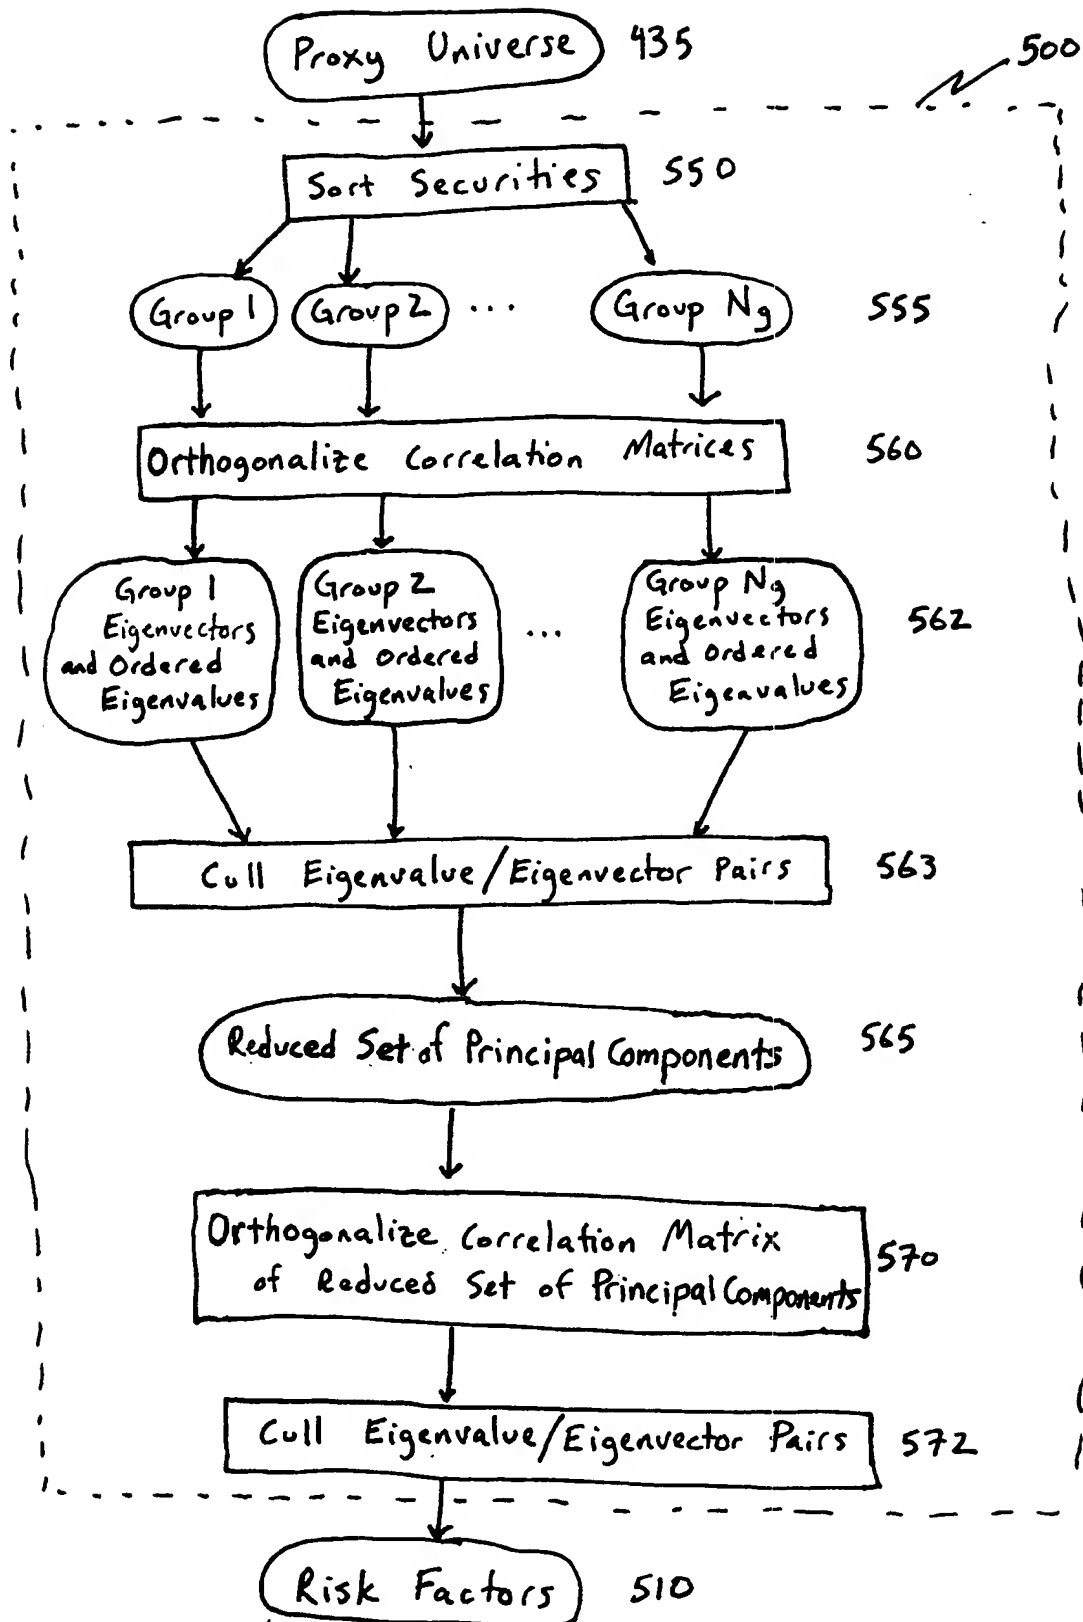 Proxy Universe 435
500
Sort Securities 550
Group 1 Group 2 ... Group Ng 555
Orthogonalize Correlation Matrices 560
Group 1
Eigenvectors
and Ordered
Eigenvalues
Group 2
Eigenvectors
and Ordered
Eigenvalues
...
Group Ng
Eigenvectors
and Ordered
Eigenvalues
562
Cull Eigenvalue/Eigenvector Pairs 563
Reduced Set of Principal Components 565
Orthogonalize Correlation Matrix
of Reduced Set of Principal Components
570
Cull Eigenvalue/Eigenvector Pairs 572
Risk Factors 510